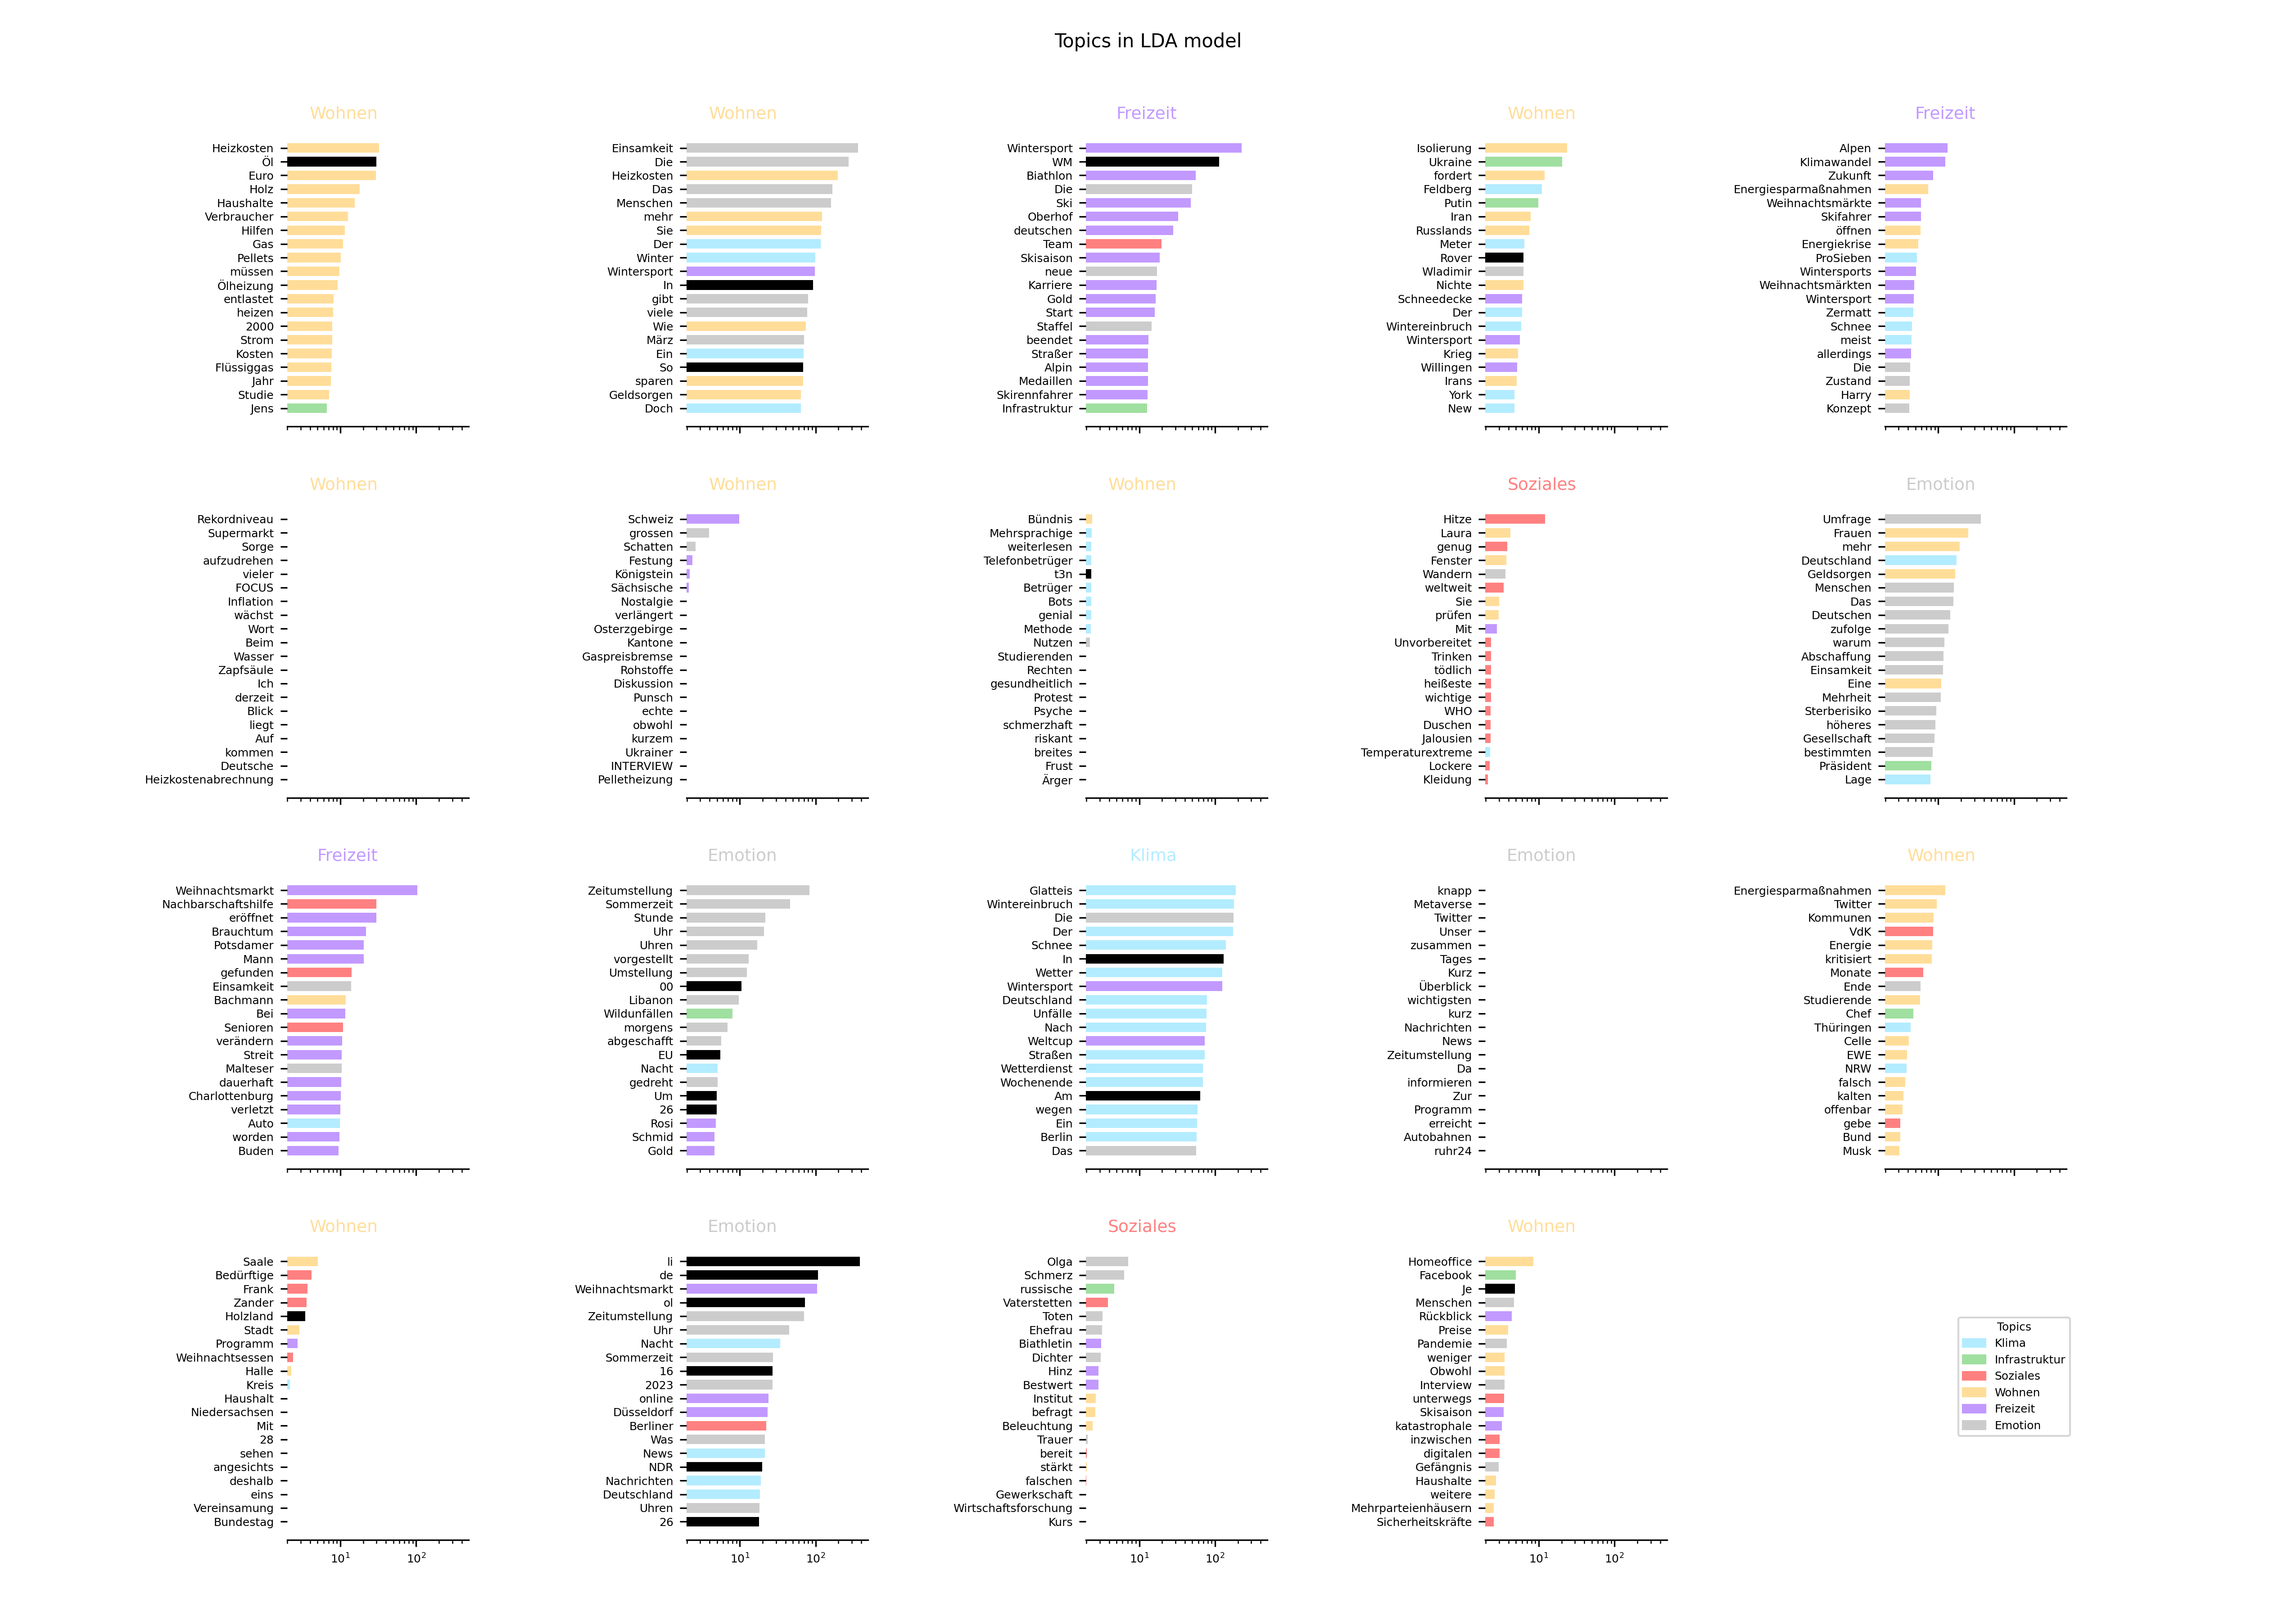 Topics in LDA model
Wohnen
Heizkosten
Öl
Euro
Holz
Haushalte
Verbraucher
Hilfen
Gas
Pellets
müssen
Ölheizung
entlastet
heizen
2000
Strom
Kosten
Flüssiggas
Jahr
Studie
Jens
Wohnen
Einsamkeit
Die
Heizkosten
Das
Menschen
mehr
Sie
Der
Winter
Wintersport
In
gibt
viele
Wie
März
Ein
So
sparen
Geldsorgen
Doch
Freizeit
Wintersport
WM
Biathlon
Die
Ski
Oberhof
deutschen
Team
Skisaison
neue
Karriere
Gold
Start
Staffel
beendet
Straßer
Alpin
Medaillen
Skirennfahrer
Infrastruktur
Wohnen
Isolierung
Ukraine
fordert
Feldberg
Putin
Iran
Russlands
Meter
Rover
Wladimir
Nichte
Schneedecke
Der
Wintereinbruch
Wintersport
Krieg
Willingen
Irans
York
New
Freizeit
Alpen
Klimawandel
Zukunft
Energiesparmaßnahmen
Weihnachtsmärkte
Skifahrer
öffnen
Energiekrise
ProSieben
Wintersports
Weihnachtsmärkten
Wintersport
Zermatt
Schnee
meist
allerdings
Die
Zustand
Harry
Konzept
Wohnen
Rekordniveau
Supermarkt
Sorge
aufzudrehen
vieler
FOCUS
Inflation
wächst
Wort
Beim
Wasser
Zapfsäule
Ich
derzeit
Blick
liegt
Auf
kommen
Deutsche
Heizkostenabrechnung
Wohnen
Schweiz
grossen
Schatten
Festung
Königstein
Sächsische
Nostalgie
verlängert
Osterzgebirge
Kantone
Gaspreisbremse
Rohstoffe
Diskussion
Punsch
echte
obwohl
kurzem
Ukrainer
INTERVIEW
Pelletheizung
Wohnen
Bündnis
Mehrsprachige
weiterlesen
Telefonbetrüger
t3n
Betrüger
Bots
genial
Methode
Nutzen
Studierenden
Rechten
gesundheitlich
Protest
Psyche
schmerzhaft
riskant
breites
Frust
Ärger
Soziales
Hitze
Laura
genug
Fenster
Wandern
weltweit
Sie
prüfen
Mit
Unvorbereitet
Trinken
tödlich
heißeste
wichtige
WHO
Duschen
Jalousien
Temperaturextreme
Lockere
Kleidung
Emotion
Umfrage
Frauen
mehr
Deutschland
Geldsorgen
Menschen
Das
Deutschen
zufolge
warum
Abschaffung
Einsamkeit
Eine
Mehrheit
Sterberisiko
höheres
Gesellschaft
bestimmten
Präsident
Lage
Freizeit
Weihnachtsmarkt
Nachbarschaftshilfe
eröffnet
Brauchtum
Potsdamer
Mann
gefunden
Einsamkeit
Bachmann
Bei
Senioren
verändern
Streit
Malteser
dauerhaft
Charlottenburg
verletzt
Auto
worden
Buden
Emotion
Zeitumstellung
Sommerzeit
Stunde
Uhr
Uhren
vorgestellt
Umstellung
00
Libanon
Wildunfällen
morgens
abgeschafft
EU
Nacht
gedreht
Um
26
Rosi
Schmid
Gold
Klima
Glatteis
Wintereinbruch
Die
Der
Schnee
In
Wetter
Wintersport
Deutschland
Unfälle
Nach
Weltcup
Straßen
Wetterdienst
Wochenende
Am
wegen
Ein
Berlin
Das
Emotion
knapp
Metaverse
Twitter
Unser
zusammen
Tages
Kurz
Überblick
wichtigsten
kurz
Nachrichten
News
Zeitumstellung
Da
informieren
Zur
Programm
erreicht
Autobahnen
ruhr24
Wohnen
Energiesparmaßnahmen
Twitter
Kommunen
VdK
Energie
kritisiert
Monate
Ende
Studierende
Chef
Thüringen
Celle
EWE
NRW
falsch
kalten
offenbar
gebe
Bund
Musk
Wohnen
Saale
Bedürftige
Frank
Zander
Holzland
Stadt
Programm
Weihnachtsessen
Halle
Kreis
Haushalt
Niedersachsen
Mit
28
sehen
angesichts
deshalb
eins
Vereinsamung
Bundestag
10¹ 10²
Emotion
li
de
Weihnachtsmarkt
ol
Zeitumstellung
Uhr
Nacht
Sommerzeit
16
2023
online
Düsseldorf
Berliner
Was
News
NDR
Nachrichten
Deutschland
Uhren
26
10¹ 10²
Soziales
Olga
Schmerz
russische
Vaterstetten
Toten
Ehefrau
Biathletin
Dichter
Hinz
Bestwert
Institut
befragt
Beleuchtung
Trauer
bereit
stärkt
falschen
Gewerkschaft
Wirtschaftsforschung
Kurs
10¹ 10²
Wohnen
Homeoffice
Facebook
Je
Menschen
Rückblick
Preise
Pandemie
weniger
Obwohl
Interview
unterwegs
Skisaison
katastrophale
inzwischen
digitalen
Gefängnis
Haushalte
weitere
Mehrparteienhäusern
Sicherheitskräfte
10¹ 10²
Topics
Klima
Infrastruktur
Soziales
Wohnen
Freizeit
Emotion